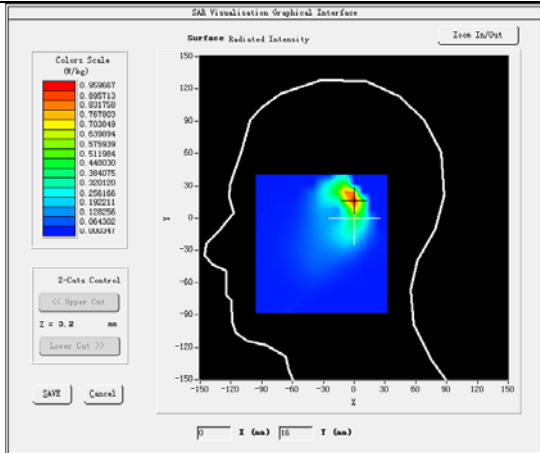 SAR Visualisation Graphical Interface
Surface Radiated Intensity
Zoom In/Out
Colors Scale
(W/kg)
0.959667
0.895713
0.831758
0.767803
0.703849
0.639894
0.575939
0.511984
0.448030
0.384075
0.320120
0.256166
0.192211
0.128256
0.064302
0.000347
150
120
90
60
30
0
-30
-60
-90
-120
-150
Y
-150 -120 -90 -60 -30 0 30 60 90 120 150
X
Z-Cuts Control
<< Upper Cut
Z = 3.2 mm
Lower Cut >>
SAVE Cancel
0 X (mm) 16 Y (mm)